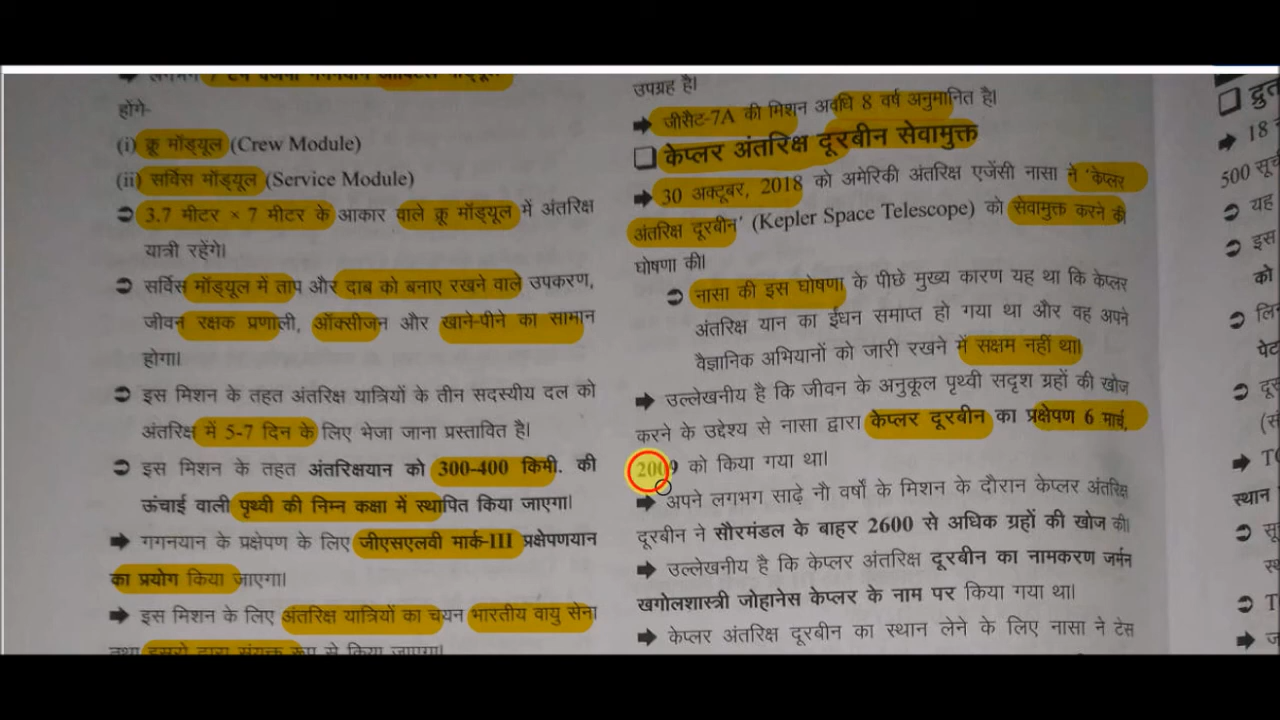 होंगे-
(i) क्रू मॉड्यूल (Crew Module)
(ii) सर्विस मॉड्यूल (Service Module)
➲ 3.7 मीटर × 7 मीटर के आकार वाले क्रू मॉड्यूल में अंतरिक्ष
यात्री रहेंगे।
➲ सर्विस मॉड्यूल में ताप और दाब को बनाए रखने वाले उपकरण,
जीवन रक्षक प्रणाली, ऑक्सीजन और खाने-पीने का सामान
होगा।
➲ इस मिशन के तहत अंतरिक्ष यात्रियों के तीन सदस्यीय दल को
अंतरिक्ष में 5-7 दिन के लिए भेजा जाना प्रस्तावित है।
➲ इस मिशन के तहत अंतरिक्षयान को 300-400 किमी. की
ऊंचाई वाली पृथ्वी की निम्न कक्षा में स्थापित किया जाएगा।
➡ गगनयान के प्रक्षेपण के लिए जीएसएलवी मार्क-III प्रक्षेपणयान
का प्रयोग किया जाएगा।
➡ इस मिशन के लिए अंतरिक्ष यात्रियों का चयन भारतीय वायु सेना
तथा इसरो द्वारा संयुक्त रूप से किया जाएगा।
उपग्रह है।
➡ जीसैट-7A की मिशन अवधि 8 वर्ष अनुमानित है।
❑ केप्लर अंतरिक्ष दूरबीन सेवामुक्त
➡ 30 अक्टूबर, 2018 को अमेरिकी अंतरिक्ष एजेंसी नासा ने 'केप्लर
अंतरिक्ष दूरबीन' (Kepler Space Telescope) को सेवामुक्त करने की
घोषणा की।
➲ नासा की इस घोषणा के पीछे मुख्य कारण यह था कि केप्लर
अंतरिक्ष यान का ईंधन समाप्त हो गया था और वह अपने
वैज्ञानिक अभियानों को जारी रखने में सक्षम नहीं था।
➡ उल्लेखनीय है कि जीवन के अनुकूल पृथ्वी सदृश ग्रहों की खोज
करने के उद्देश्य से नासा द्वारा केप्लर दूरबीन का प्रक्षेपण 6 मार्च,
2009 को किया गया था।
➡ अपने लगभग साढ़े नौ वर्षों के मिशन के दौरान केप्लर अंतरिक्ष
दूरबीन ने सौरमंडल के बाहर 2600 से अधिक ग्रहों की खोज की।
➡ उल्लेखनीय है कि केप्लर अंतरिक्ष दूरबीन का नामकरण जर्मन
खगोलशास्त्री जोहानेस केप्लर के नाम पर किया गया था।
➡ केप्लर अंतरिक्ष दूरबीन का स्थान लेने के लिए नासा ने टेस
❑ द्रुत
➡ 18
500 सूच
➲ यह
➲ इस
को
➲
➲
➡
स्थान
➲
➲ T
➡